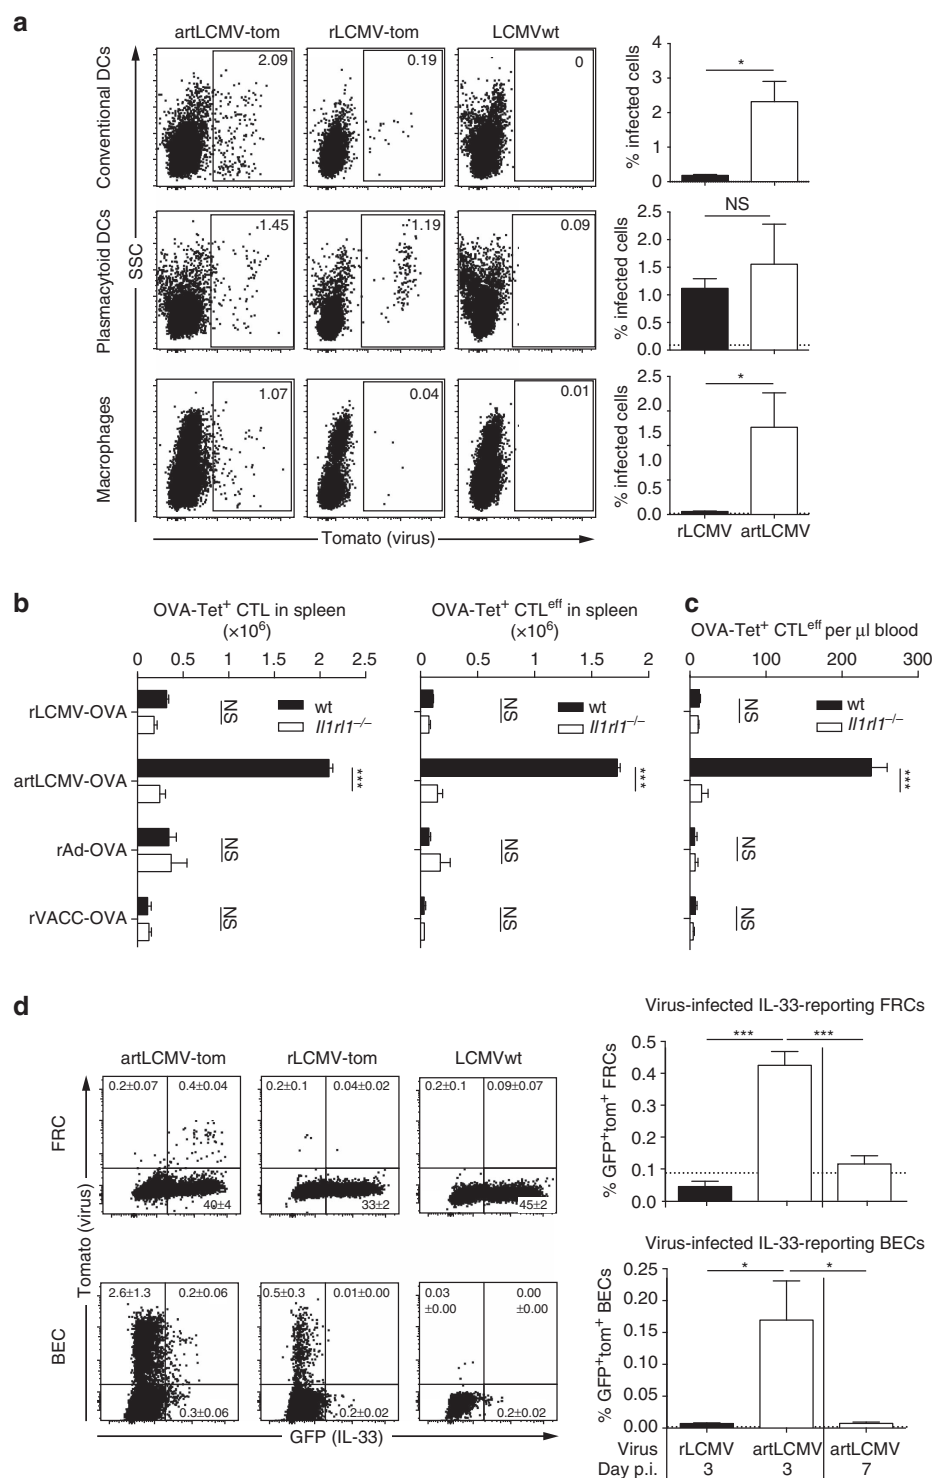 a
artLCMV-tom rLCMV-tom LCMVwt
Conventional DCs
2.09 0.19 0
% infected cells
4
3
2
1
0
*
Plasmacytoid DCs
1.45 1.19 0.09
% infected cells
2.5
2.0
1.5
1.0
0.5
0.0
NS
Macrophages
1.07 0.04 0.01
% infected cells
2.5
2.0
1.5
1.0
0.5
0.0
*
rLCMV artLCMV
SSC
Tomato (virus)
b
OVA-Tet+ CTL in spleen
(×10⁶)
0 0.5 1 1.5 2 2.5
rLCMV-OVA
artLCMV-OVA
rAd-OVA
rVACC-OVA
NS
***
NS
NS
wt
Il1rl1–/–
OVA-Tet+ CTLeff in spleen
(×10⁶)
0 0.5 1 1.5 2
NS
***
NS
NS
wt
Il1rl1–/–
c
OVA-Tet+ CTLeff per µl blood
0 100 200 300
NS
***
NS
NS
wt
Il1rl1–/–
d
artLCMV-tom rLCMV-tom LCMVwt
FRC
0.2±0.07 0.4±0.04 0.2±0.1 0.04±0.02 0.2±0.1 0.09±0.07
40±4 33±2 45±2
BEC
2.6±1.3 0.2±0.06 0.5±0.3 0.01±0.00 0.03 0.00
±0.00 ±0.00
0.3±0.06 0.2±0.02 0.2±0.02
Tomato (virus)
GFP (IL-33)
Virus-infected IL-33-reporting FRCs
% GFP+tom+ FRCs
0.5
0.4
0.3
0.2
0.1
0.0
*** ***
Virus-infected IL-33-reporting BECs
% GFP+tom+ BECs
0.25
0.20
0.15
0.10
0.05
0.00
* *
Virus rLCMV artLCMV artLCMV
Day p.i. 3 3 7